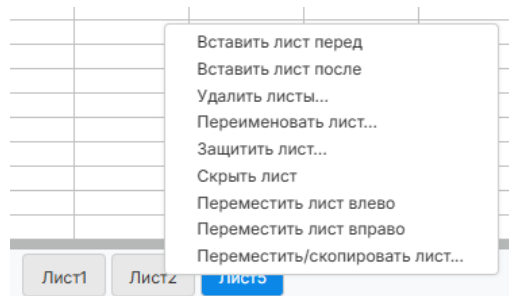 Вставить лист перед
Вставить лист после
Удалить листы...
Переименовать лист...
Защитить лист...
Скрыть лист
Переместить лист влево
Переместить лист вправо
Переместить/скопировать лист...
Лист1 Лист2 Лист5